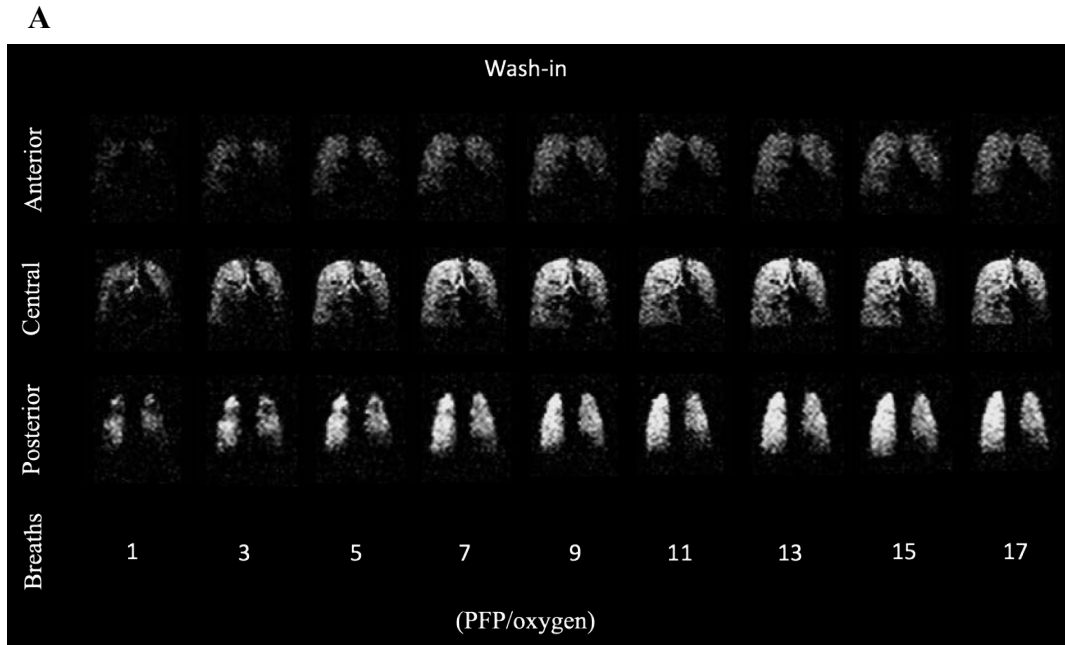 A
Wash-in
Anterior
Central
Posterior
Breaths
1 3 5 7 9 11 13 15 17
(PFP/oxygen)